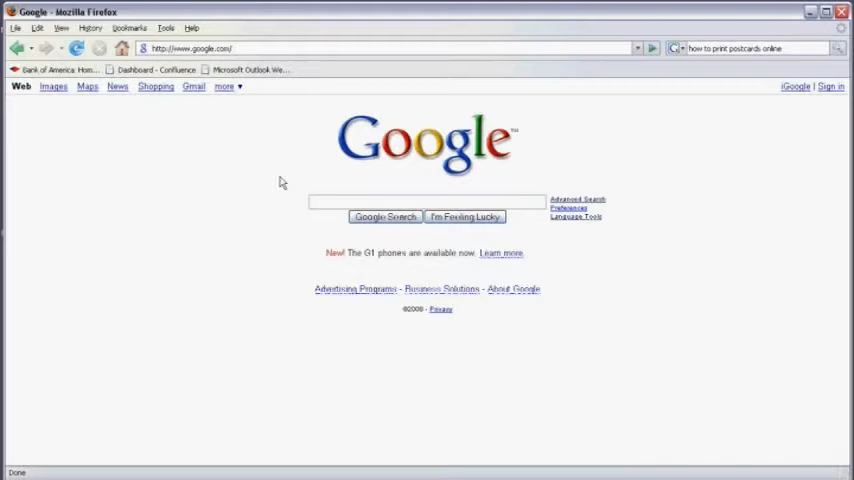 Google - Mozilla Firefox
File Edit View History Bookmarks Tools Help
http://www.google.com/
how to print postcards online
Bank of America: Hom... Dashboard - Confluence Microsoft Outlook We...
Web Images Maps News Shopping Gmail more ▼
iGoogle | Sign in
Google™
Advanced Search
Preferences
Language Tools
Google Search I'm Feeling Lucky
New! The G1 phones are available now. Learn more.
Advertising Programs - Business Solutions - About Google
©2008 - Privacy
Done